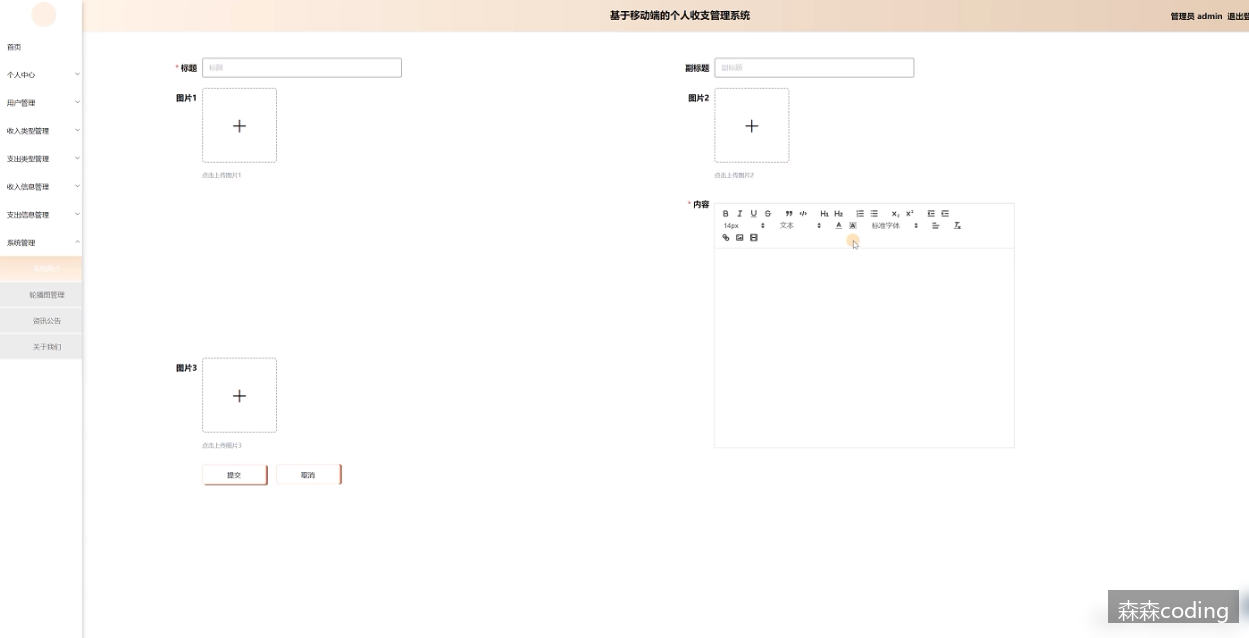 基于移动端的个人收支管理系统
管理员 admin 退出登
首页
个人中心
用户管理
收入类型管理
支出类型管理
收入信息管理
支出信息管理
系统管理
系统简介
轮播图管理
资讯公告
关于我们
* 标题 标题
副标题 副标题
图片1
点击上传图片1
图片2
点击上传图片2
* 内容
B I U S ” </> H1 H2 X2 X2
14px 文本 A A 标准字体
图片3
点击上传图片3
提交 取消
森森coding